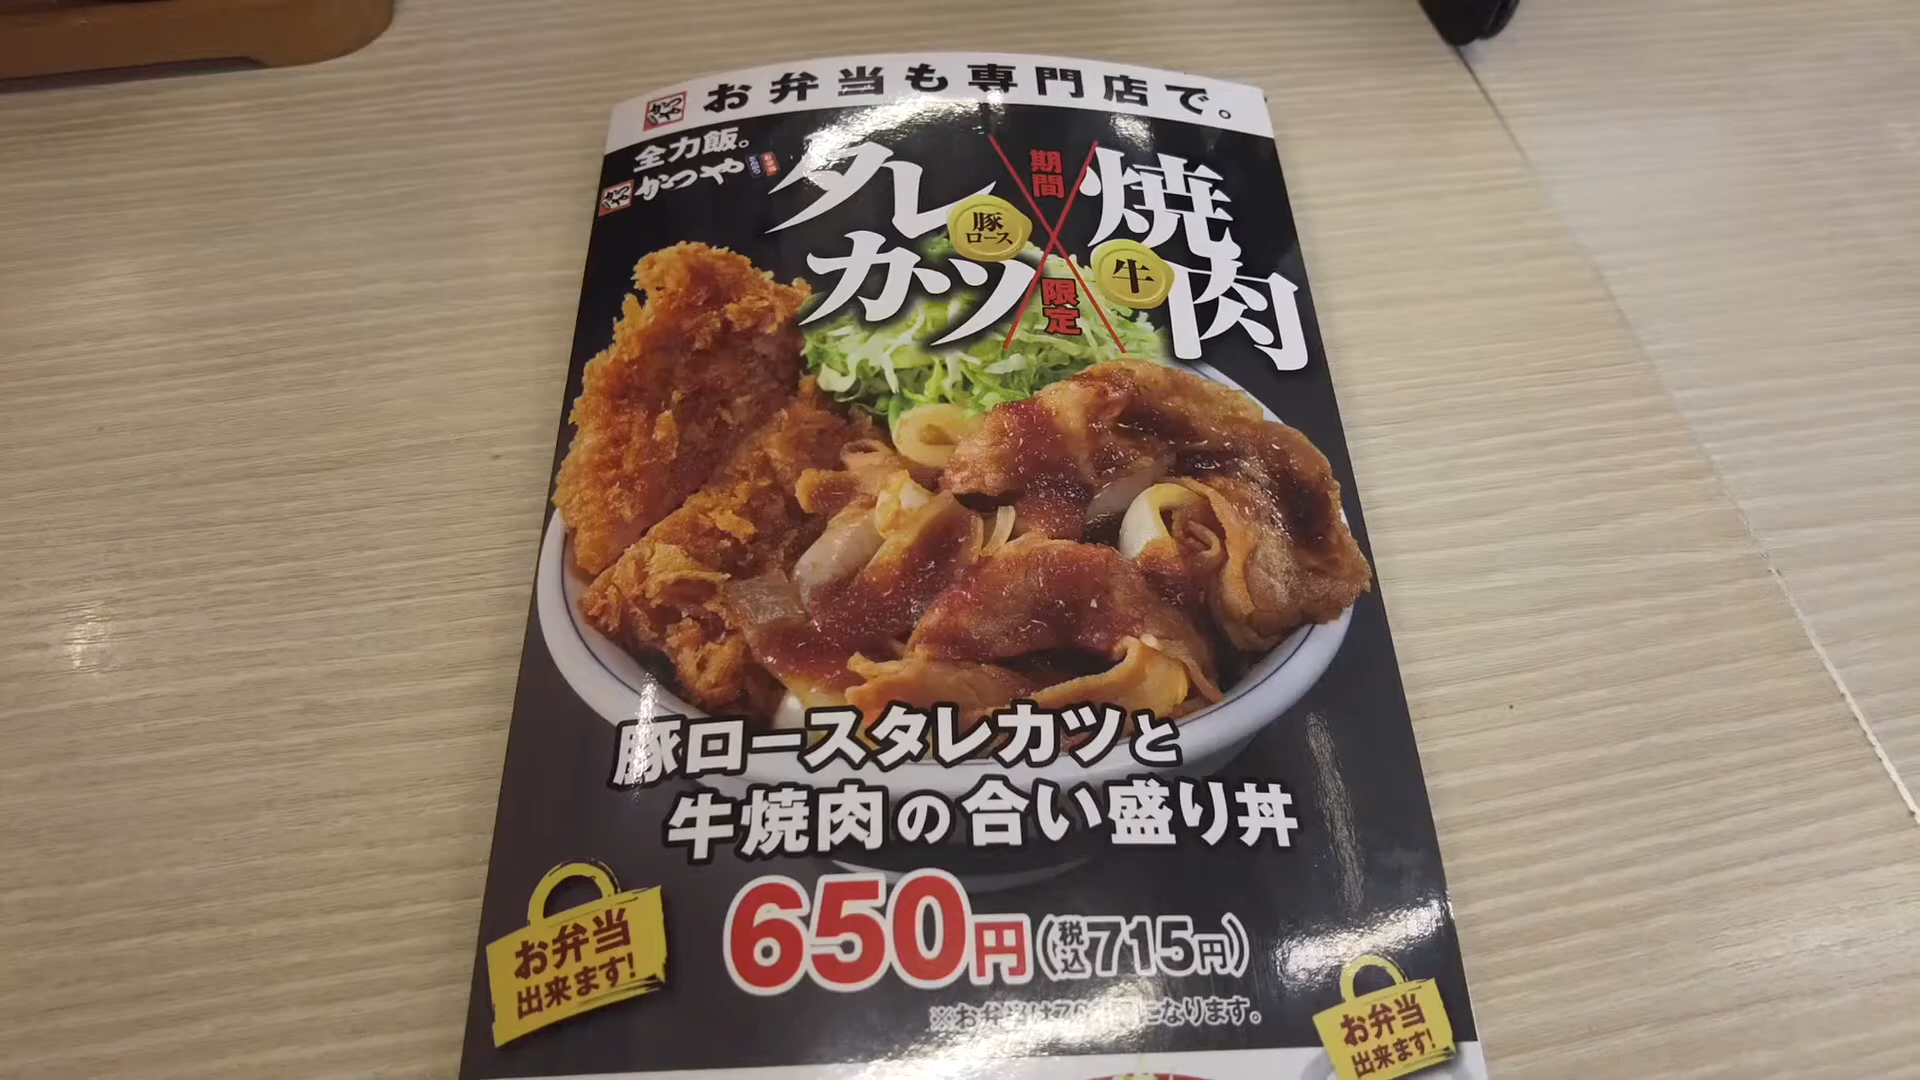 お弁当も専門店で。
全力飯。
かつや
タレカツ
豚ロース
期間限定
焼肉
牛
豚ロースタレカツと
牛焼肉の合い盛り丼
650円(税込715円)
※お弁当は になります。
お弁当
出来ます!
お弁当
出来ます!